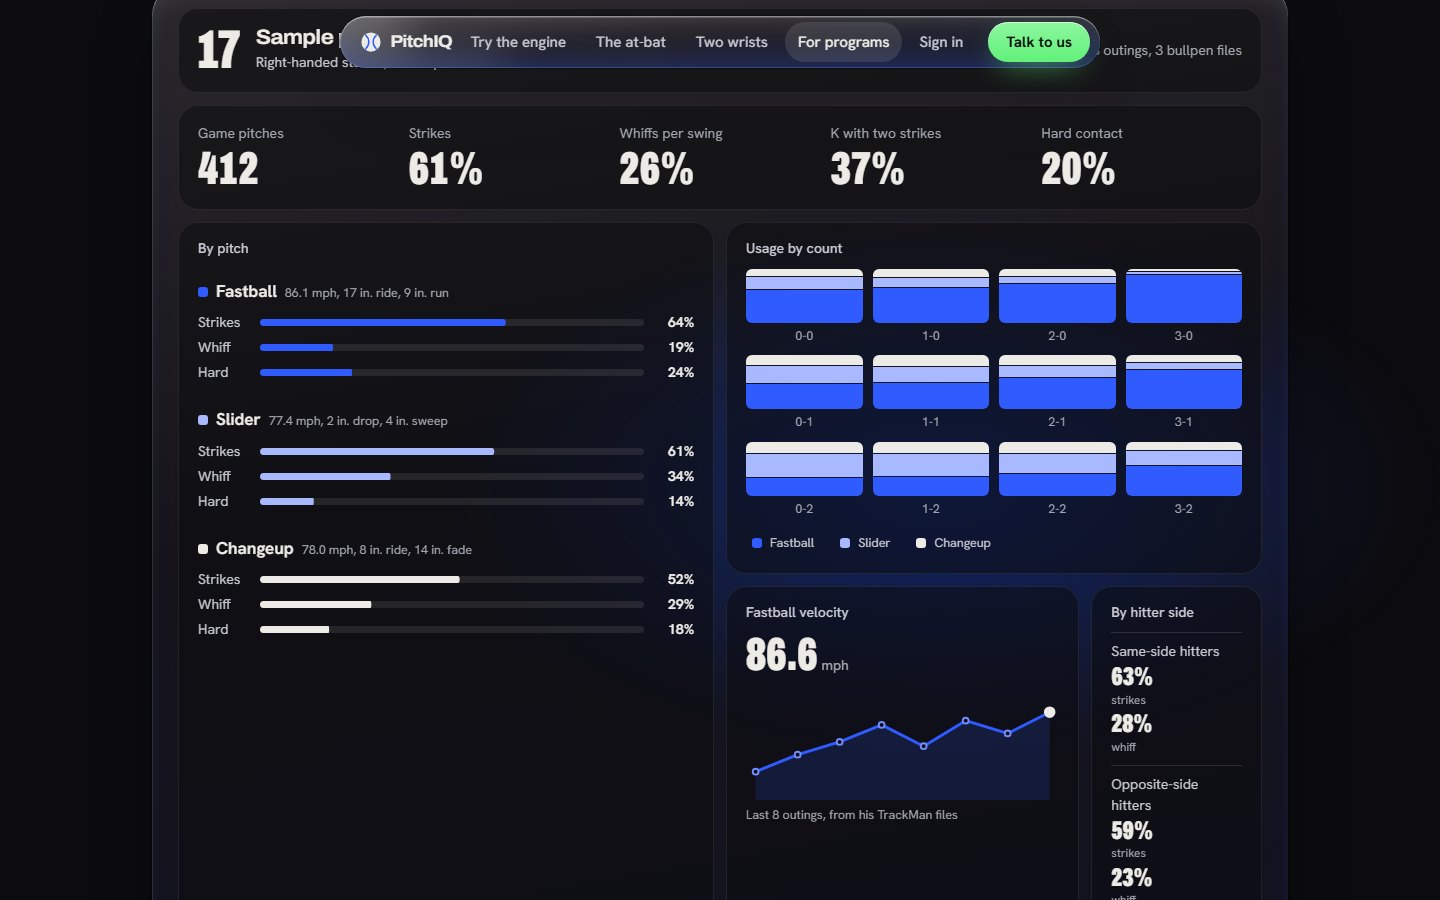 17
Sample
Right-handed
PitchIQ
Try the engine
The at-bat
Two wrists
For programs
Sign in
Talk to us
outings, 3 bullpen files
Game pitches
412
Strikes
61%
Whiffs per swing
26%
K with two strikes
37%
Hard contact
20%
By pitch
Fastball 86.1 mph, 17 in. ride, 9 in. run
Strikes 64%
Whiff 19%
Hard 24%
Slider 77.4 mph, 2 in. drop, 4 in. sweep
Strikes 61%
Whiff 34%
Hard 14%
Changeup 78.0 mph, 8 in. ride, 14 in. fade
Strikes 52%
Whiff 29%
Hard 18%
Usage by count
0-0 1-0 2-0 3-0
0-1 1-1 2-1 3-1
0-2 1-2 2-2 3-2
Fastball Slider Changeup
Fastball velocity
86.6 mph
Last 8 outings, from his TrackMan files
By hitter side
Same-side hitters
63%
strikes
28%
whiff
Opposite-side
hitters
59%
strikes
23%
whiff